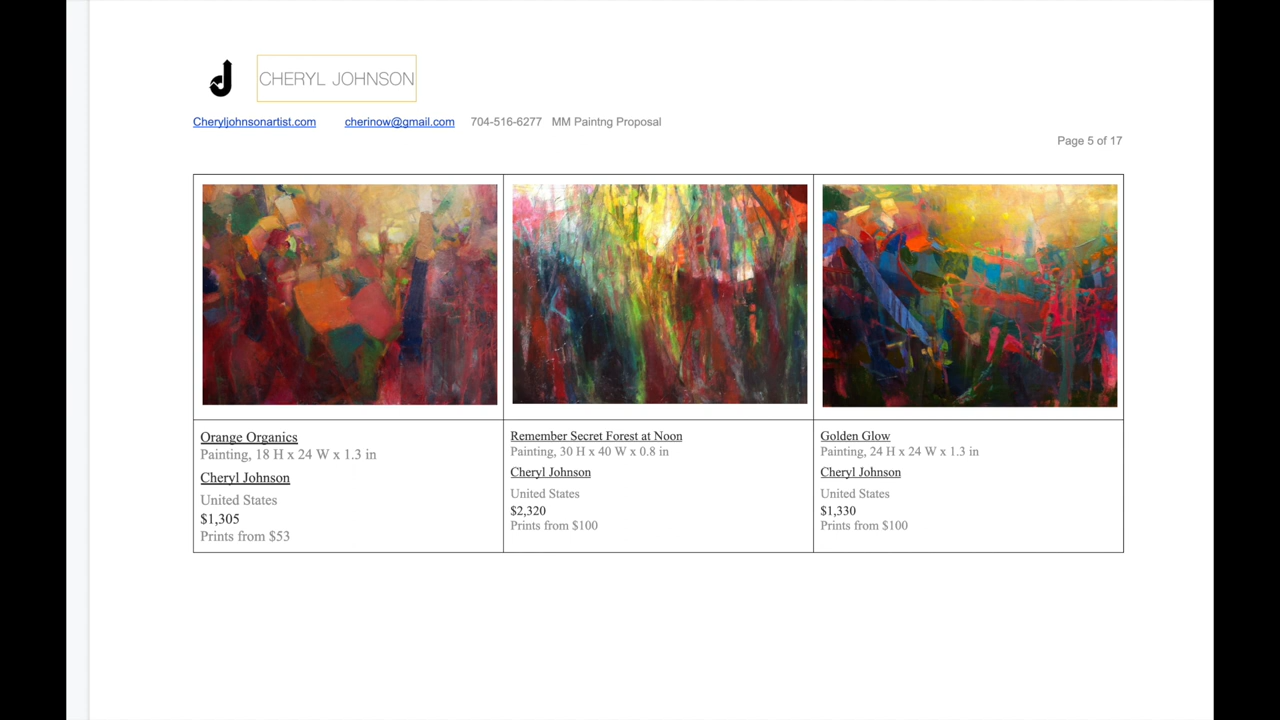 CHERYL JOHNSON
Cheryljohnsonartist.com cherinow@gmail.com 704-516-6277 MM Paintng Proposal
Page 5 of 17
Orange Organics
Painting, 18 H x 24 W x 1.3 in
Cheryl Johnson
United States
$1,305
Prints from $53
Remember Secret Forest at Noon
Painting, 30 H x 40 W x 0.8 in
Cheryl Johnson
United States
$2,320
Prints from $100
Golden Glow
Painting, 24 H x 24 W x 1.3 in
Cheryl Johnson
United States
$1,330
Prints from $100